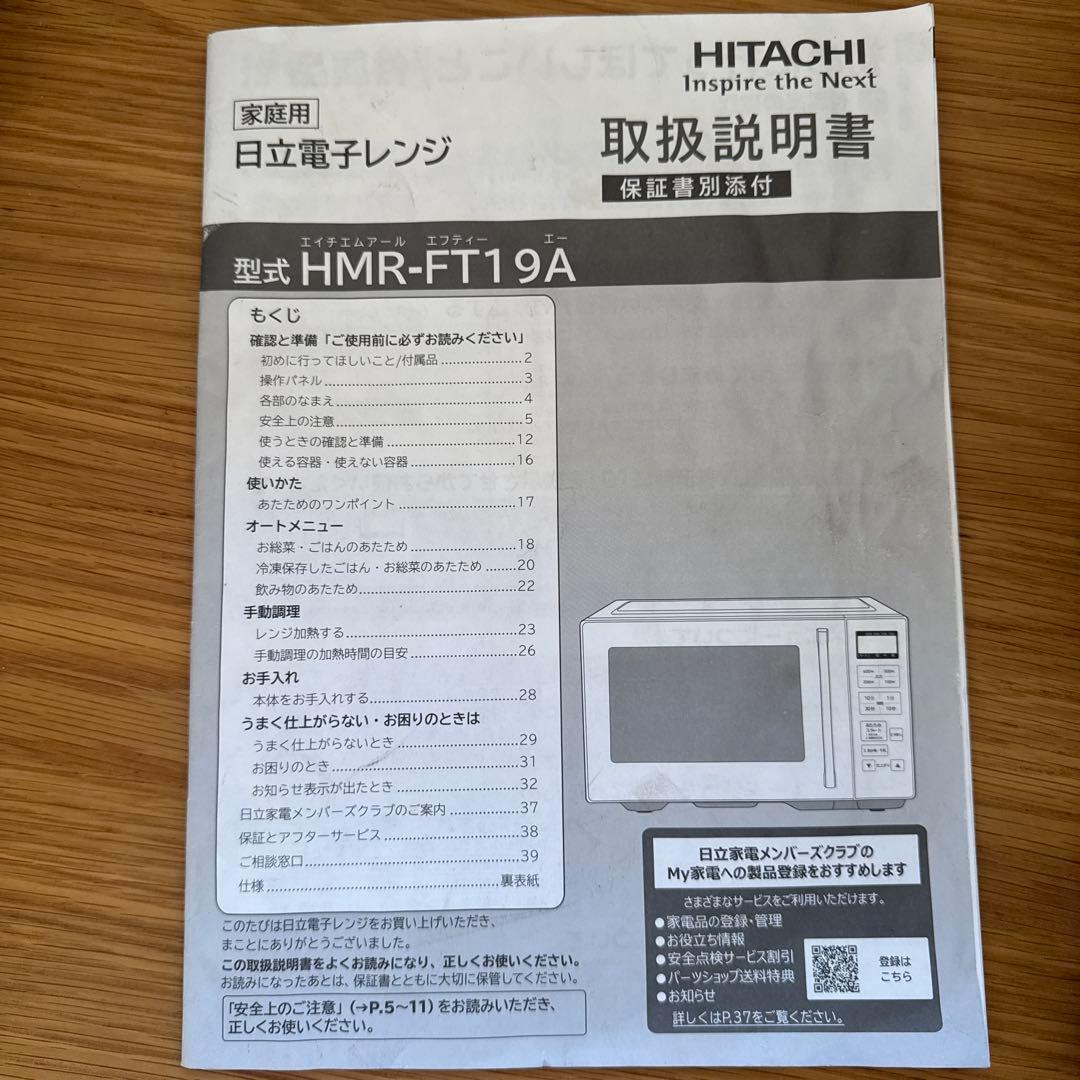 HITACHI
Inspire the Next
家庭用
日立電子レンジ
取扱説明書
保証書別添付
エイチエムアール エフティー エー
型式 HMR-FT19A
もくじ
確認と準備「ご使用前に必ずお読みください」
初めに行ってほしいこと/付属品 ........ 2
操作パネル ........ 3
各部のなまえ ........ 4
安全上の注意 ........ 5
使うときの確認と準備 ........ 12
使える容器・使えない容器 ........ 16
使いかた
あたためのワンポイント ........ 17
オートメニュー
お総菜・ごはんのあたため ........ 18
冷凍保存したごはん・お総菜のあたため ........ 20
飲み物のあたため ........ 22
手動調理
レンジ加熱する ........ 23
手動調理の加熱時間の目安 ........ 26
お手入れ
本体をお手入れする ........ 28
うまく仕上がらない・お困りのときは
うまく仕上がらないとき ........ 29
お困りのとき ........ 31
お知らせ表示が出たとき ........ 32
日立家電メンバーズクラブのご案内 ........ 37
保証とアフターサービス ........ 38
ご相談窓口 ........ 39
仕様 ........ 裏表紙
このたびは日立電子レンジをお買い上げいただき、
まことにありがとうございました。
この取扱説明書をよくお読みになり、正しくお使いください。
お読みになったあとは、保証書とともに大切に保管してください。
「安全上のご注意」(→P.5～11)をお読みいただき、
正しくお使いください。
日立家電メンバーズクラブの
My家電への製品登録をおすすめします
さまざまなサービスをご利用いただけます。
●家電品の登録・管理
●お役立ち情報
●安全点検サービス割引
●パーツショップ送料特典
●お知らせ
登録は
こちら
詳しくはP.37をご覧ください。